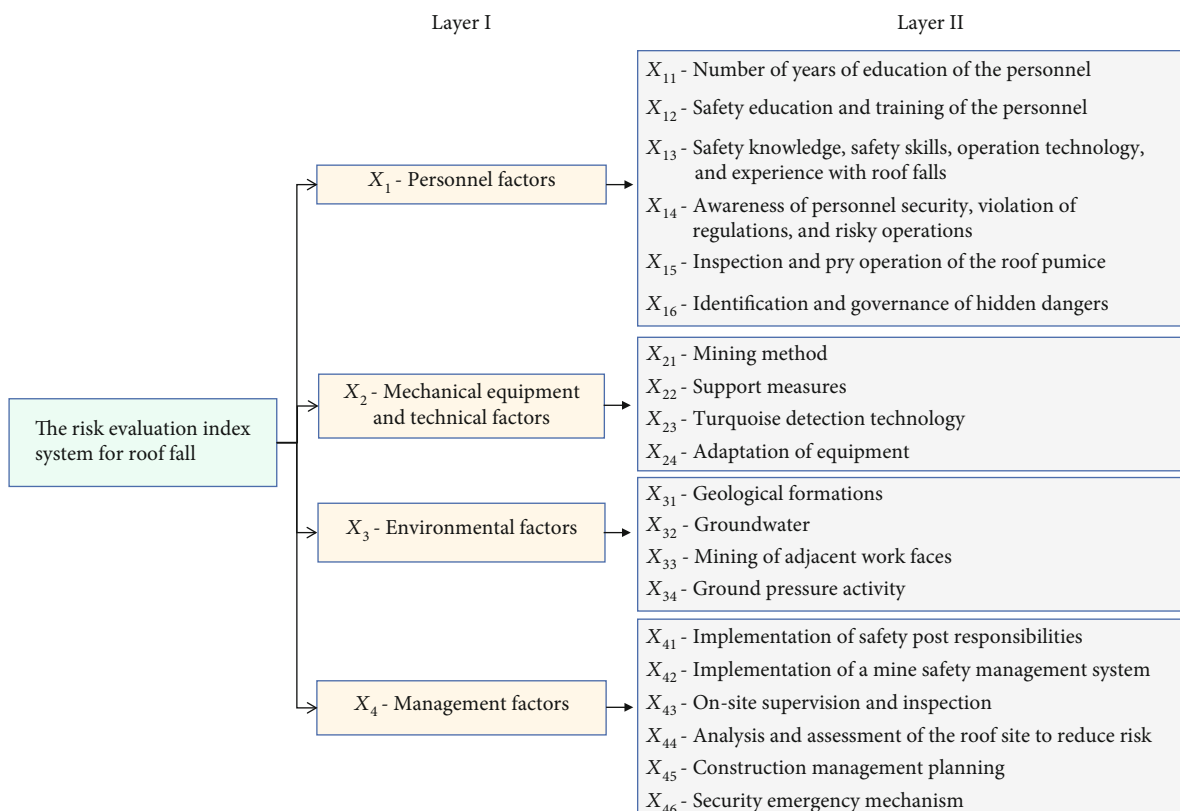 Layer I
Layer II
The risk evaluation index
system for roof fall
X₁ - Personnel factors
X₁₁ - Number of years of education of the personnel
X₁₂ - Safety education and training of the personnel
X₁₃ - Safety knowledge, safety skills, operation technology,
and experience with roof falls
X₁₄ - Awareness of personnel security, violation of
regulations, and risky operations
X₁₅ - Inspection and pry operation of the roof pumice
X₁₆ - Identification and governance of hidden dangers
X₂ - Mechanical equipment
and technical factors
X₂₁ - Mining method
X₂₂ - Support measures
X₂₃ - Turquoise detection technology
X₂₄ - Adaptation of equipment
X₃ - Environmental factors
X₃₁ - Geological formations
X₃₂ - Groundwater
X₃₃ - Mining of adjacent work faces
X₃₄ - Ground pressure activity
X₄ - Management factors
X₄₁ - Implementation of safety post responsibilities
X₄₂ - Implementation of a mine safety management system
X₄₃ - On-site supervision and inspection
X₄₄ - Analysis and assessment of the roof site to reduce risk
X₄₅ - Construction management planning
X₄₆ - Security emergency mechanism